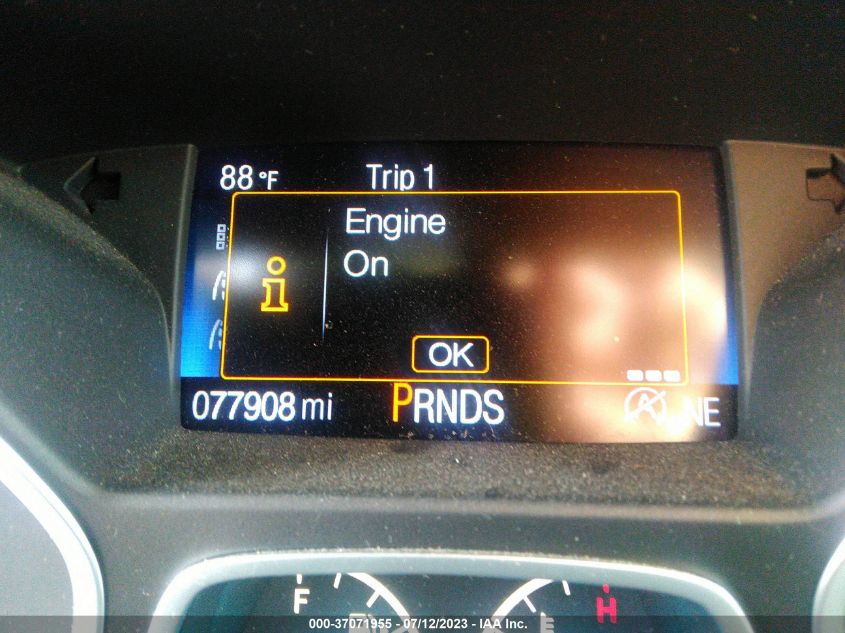 88 °F Trip 1
Engine
On
OK
077908 mi PRNDS NE
F E H
000-37071955 - 07/12/2023 - IAA Inc.